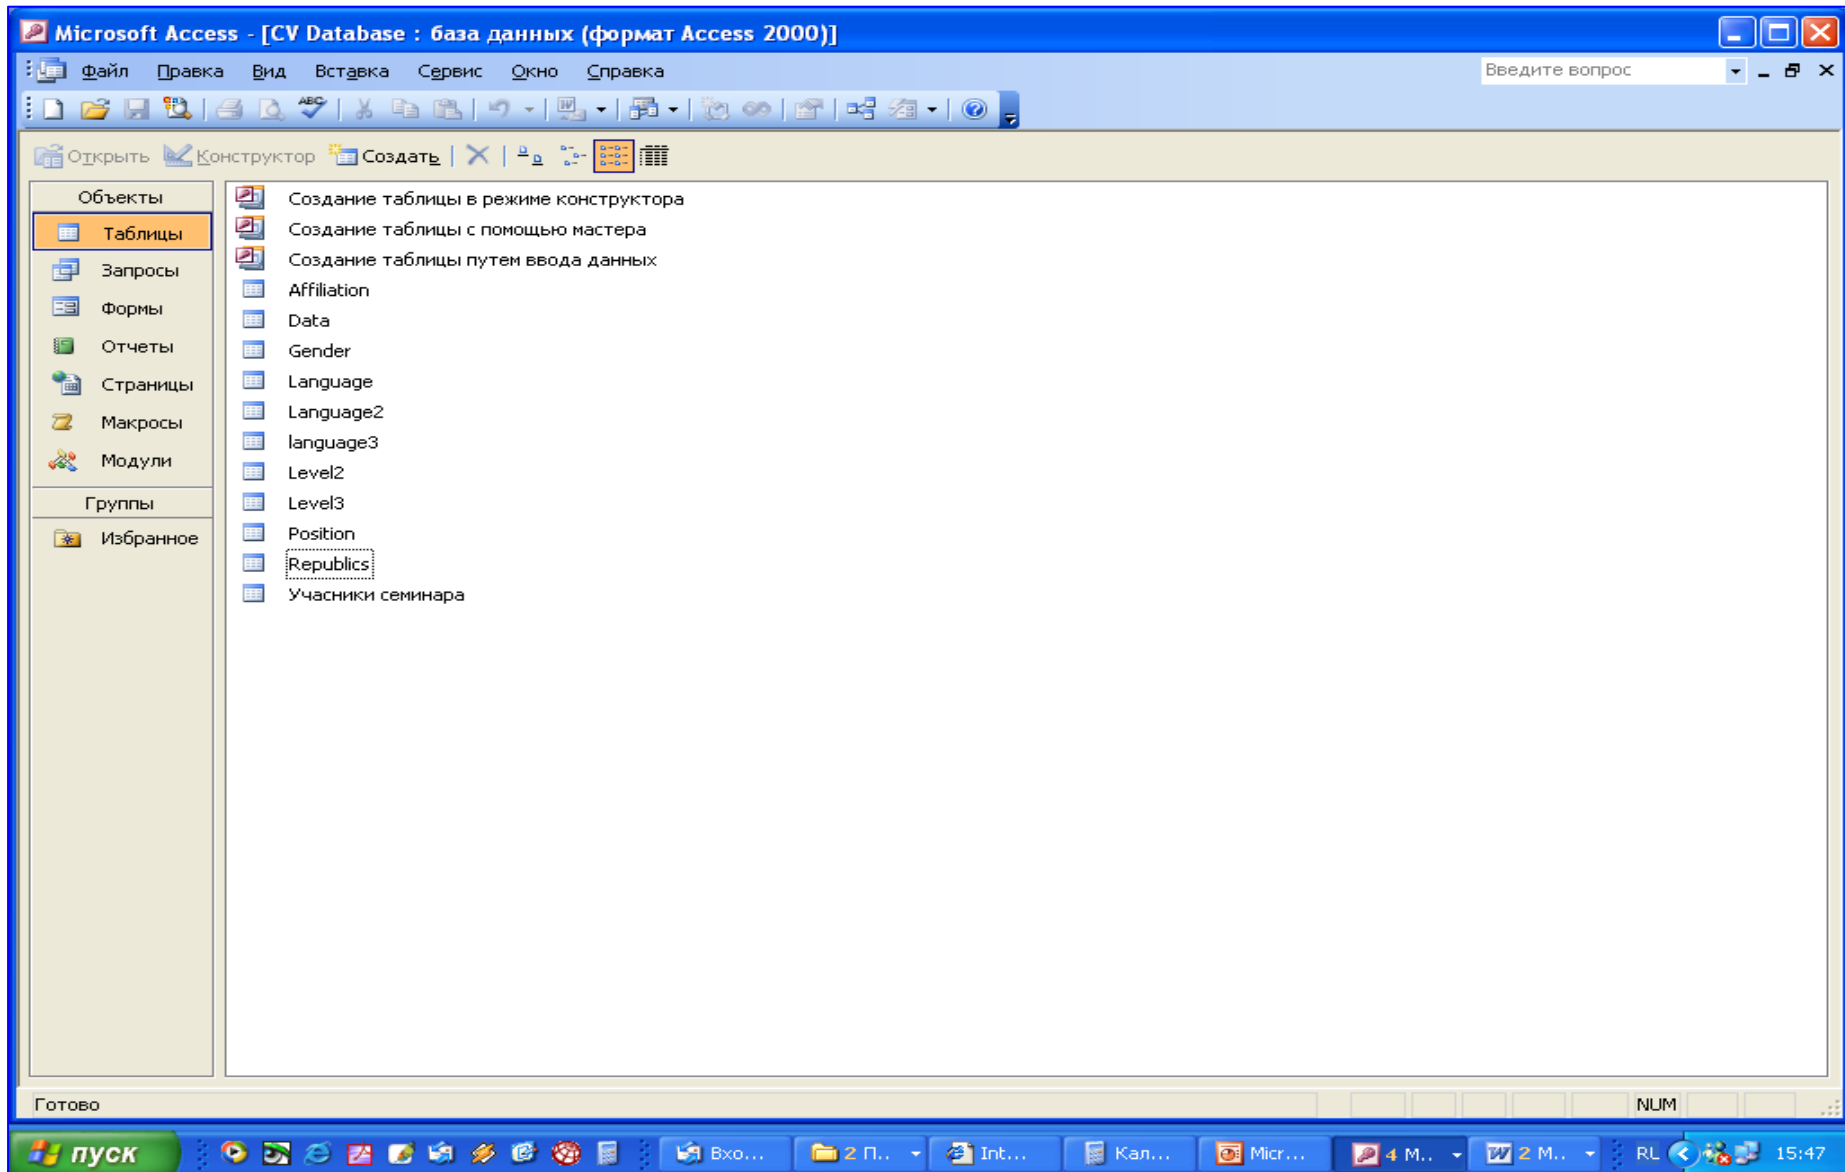 Microsoft Access - [CV Database : база данных (формат Access 2000)]
Файл Правка Вид Вставка Сервис Окно Справка Введите вопрос
Открыть Конструктор Создать
Объекты
Таблицы
Запросы
Формы
Отчеты
Страницы
Макросы
Модули
Группы
Избранное
Создание таблицы в режиме конструктора
Создание таблицы с помощью мастера
Создание таблицы путем ввода данных
Affiliation
Data
Gender
Language
Language2
language3
Level2
Level3
Position
Republics
Учасники семинара
Готово NUM
пуск Вхо... 2 П.. Int... Кал... Micr... 4 М.. 2 М.. RL 15:47